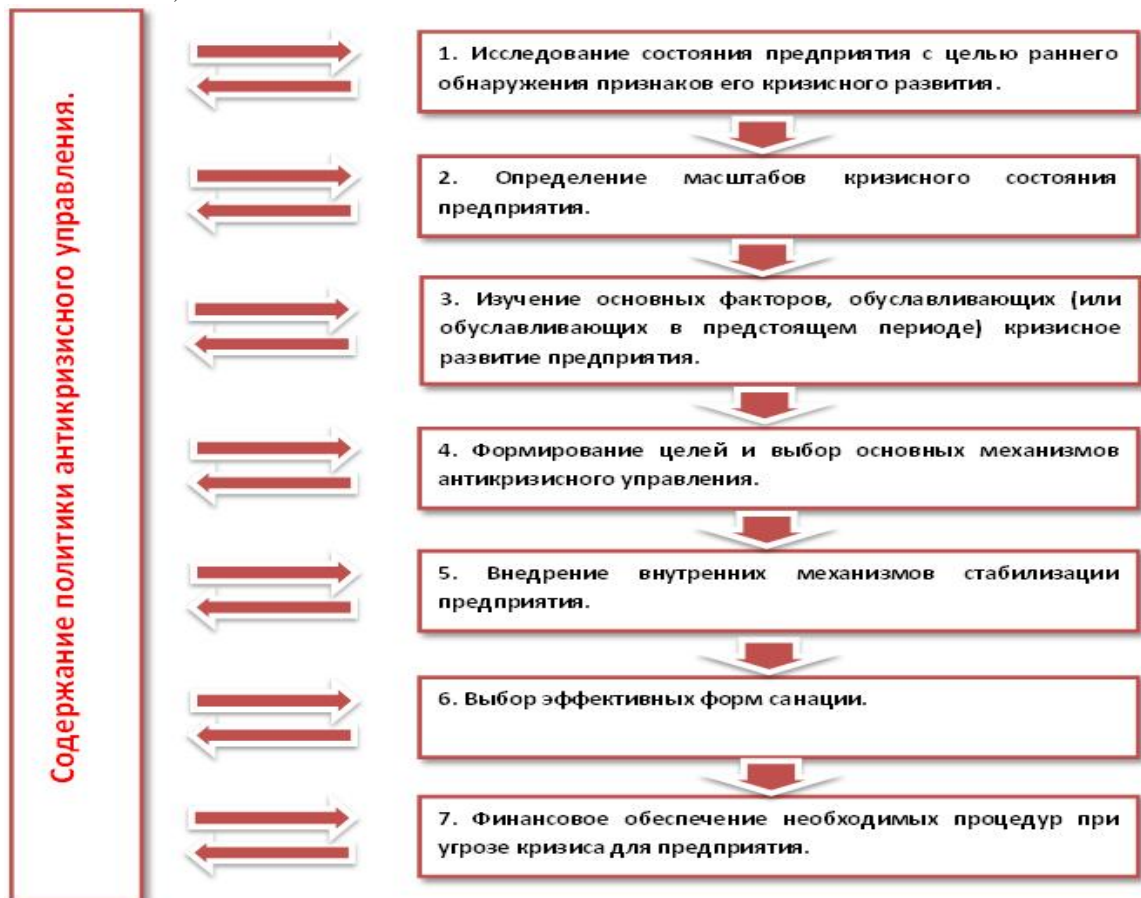 Содержание политики антикризисного управления.
1. Исследование состояния предприятия с целью раннего
обнаружения признаков его кризисного развития.
2. Определение масштабов кризисного состояния
предприятия.
3. Изучение основных факторов, обуславливающих (или
обуславливающих в предстоящем периоде) кризисное
развитие предприятия.
4. Формирование целей и выбор основных механизмов
антикризисного управления.
5. Внедрение внутренних механизмов стабилизации
предприятия.
6. Выбор эффективных форм санации.
7. Финансовое обеспечение необходимых процедур при
угрозе кризиса для предприятия.